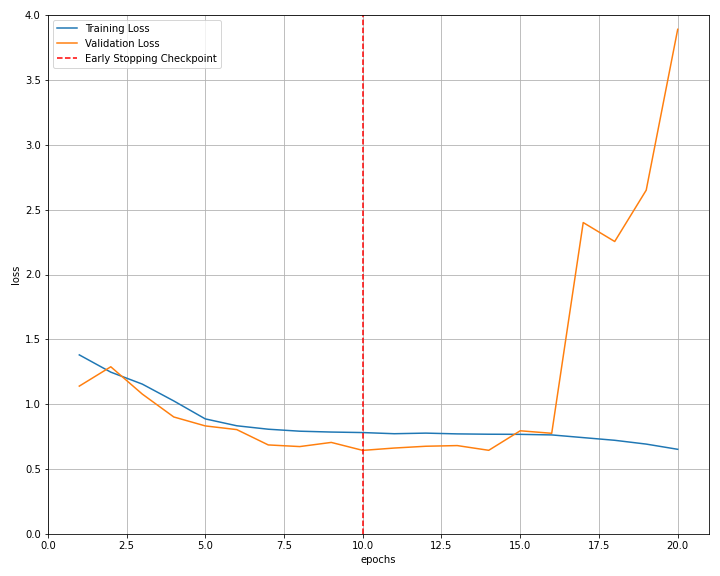 Training Loss
Validation Loss
Early Stopping Checkpoint
4.0
3.5
3.0
2.5
2.0
1.5
1.0
0.5
0.0
loss
0.0 2.5 5.0 7.5 10.0 12.5 15.0 17.5 20.0
epochs